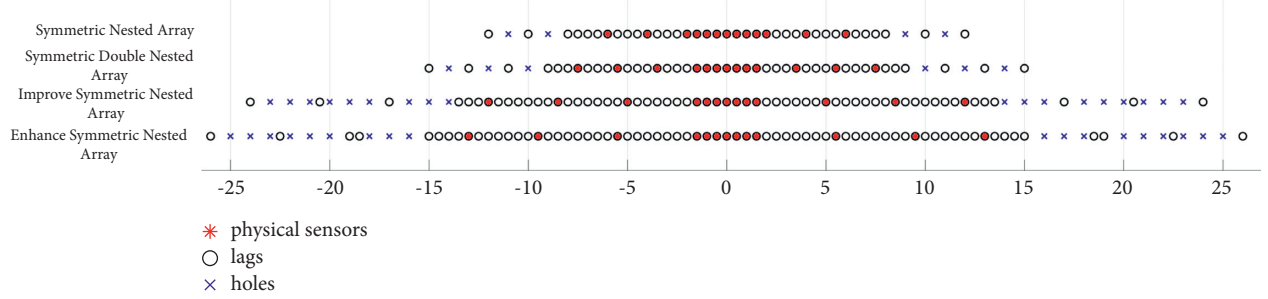 Symmetric Nested Array
Symmetric Double Nested
Array
Improve Symmetric Nested
Array
Enhance Symmetric Nested
Array
-25 -20 -15 -10 -5 0 5 10 15 20 25
physical sensors
lags
holes